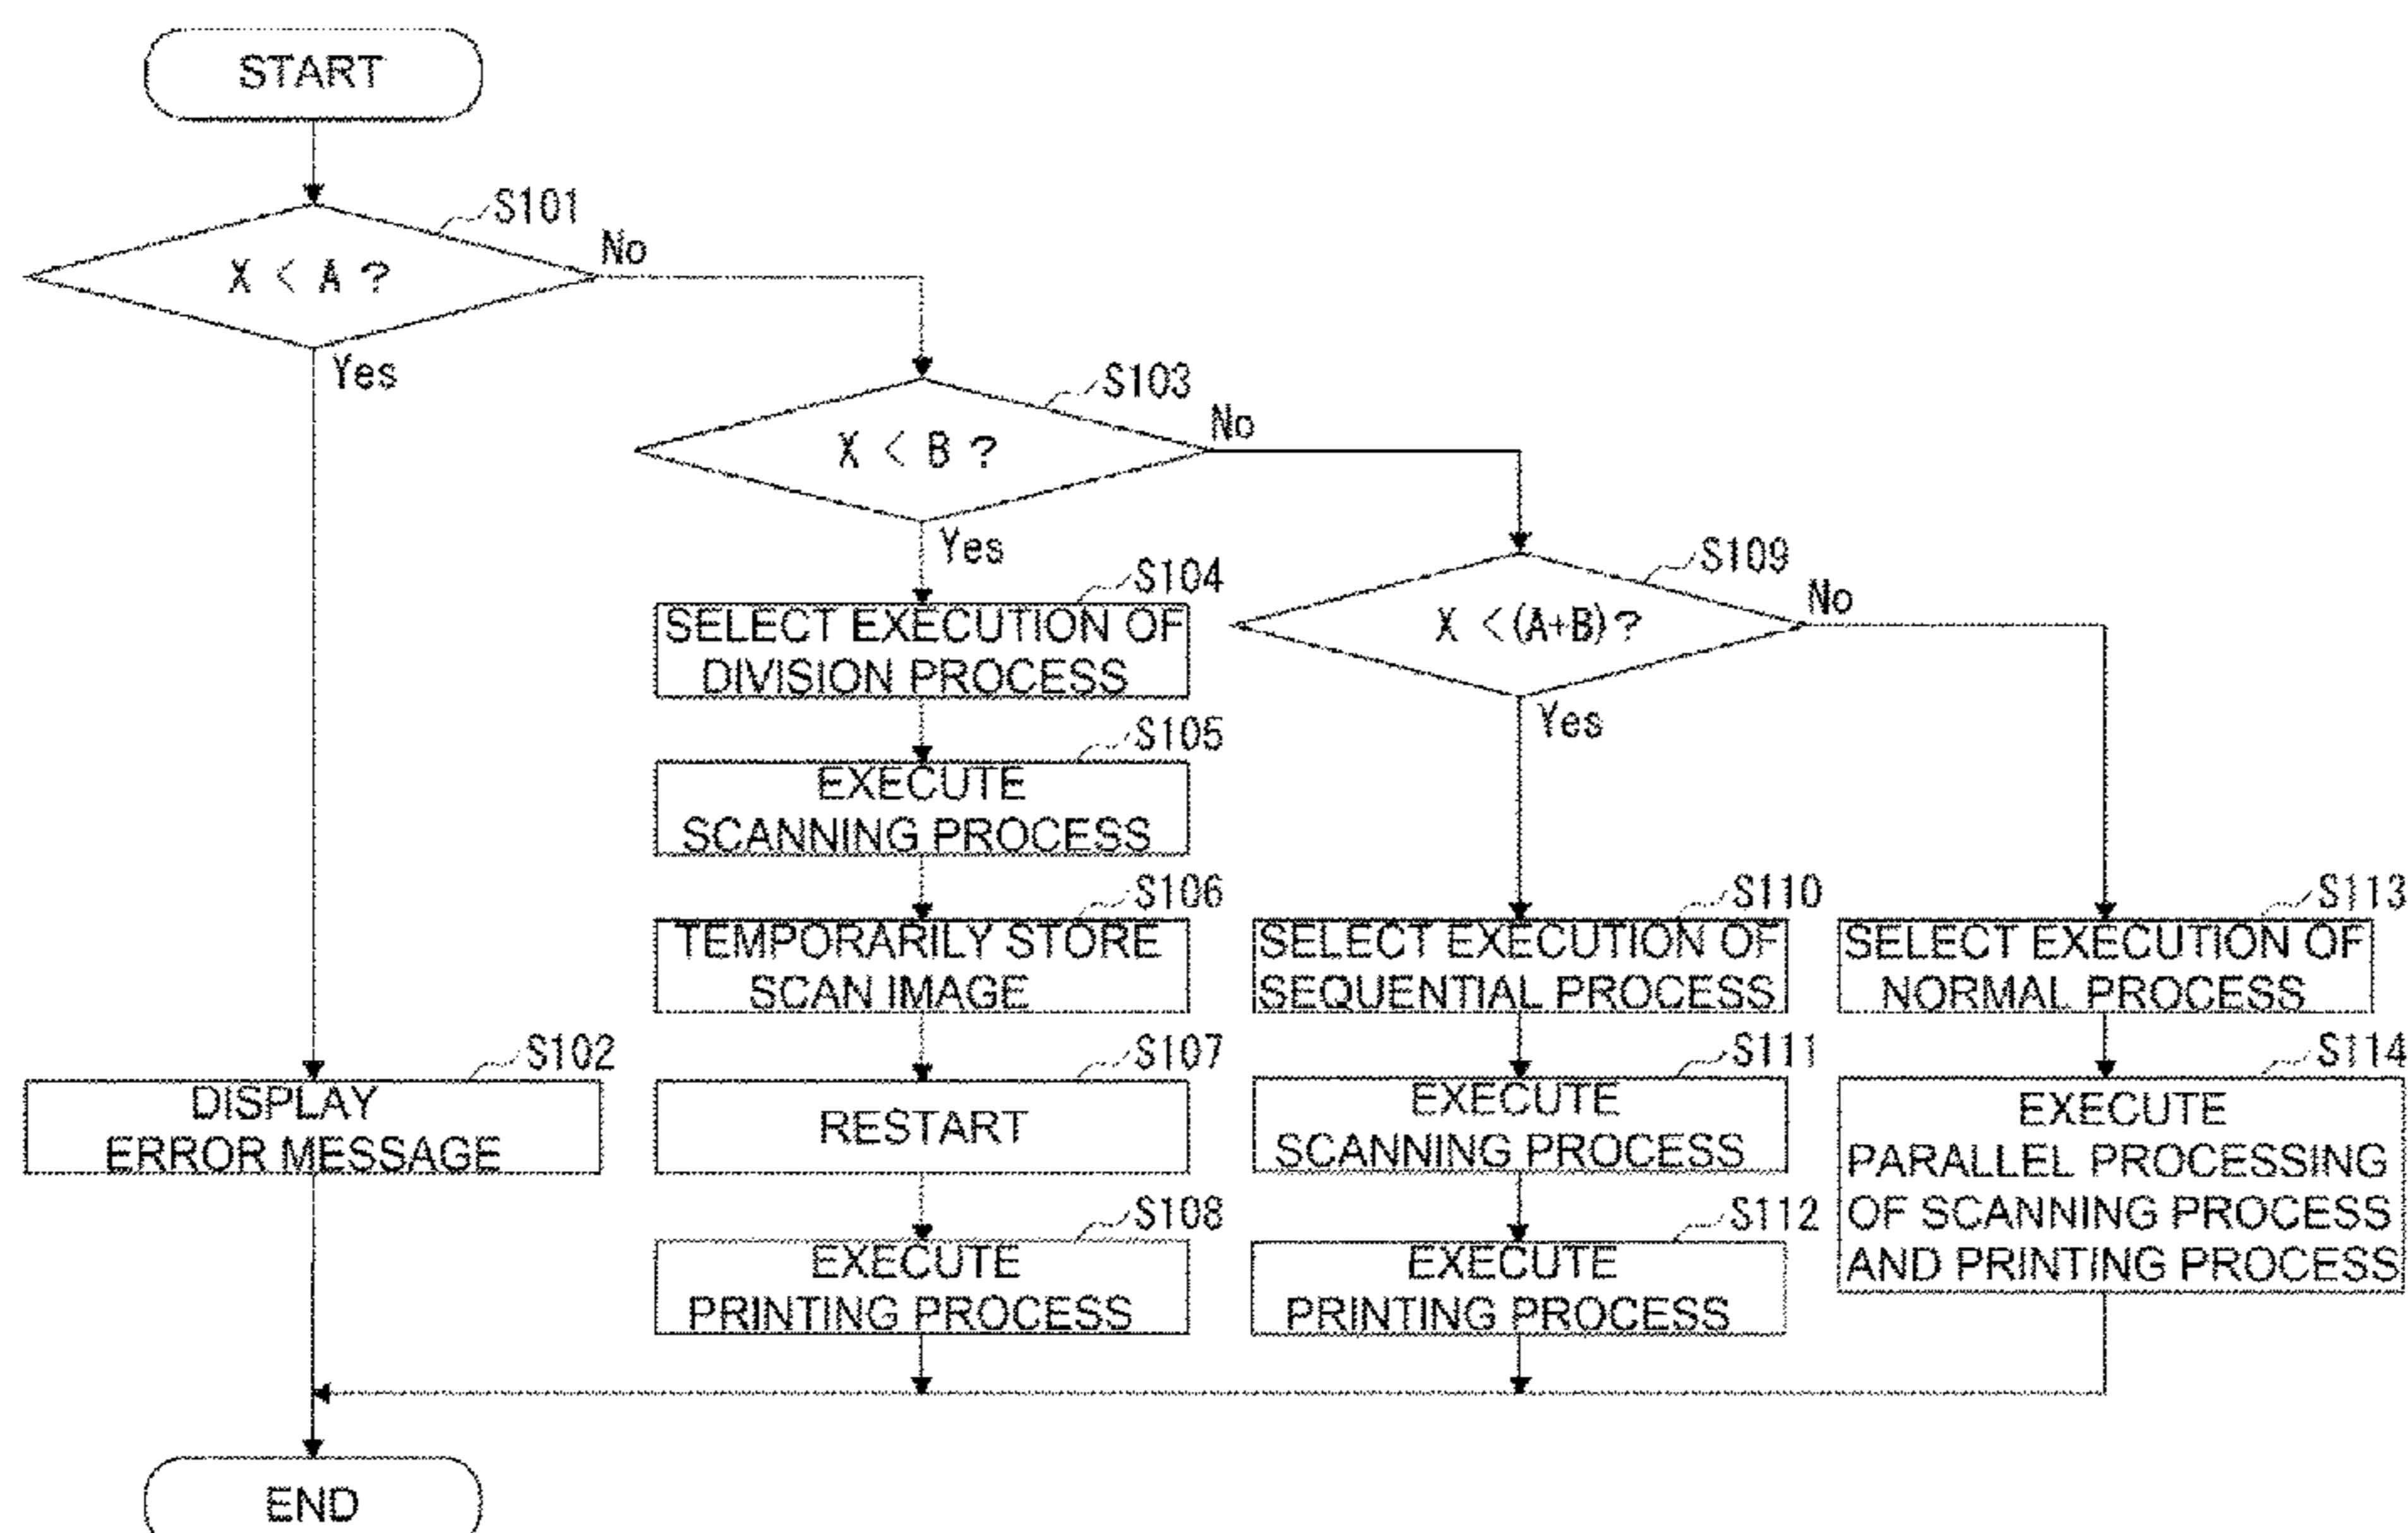 START
S101
X < A ?
No
Yes
S103
X < B ?
No
Yes
S104
SELECT EXECUTION OF
DIVISION PROCESS
S105
EXECUTE
SCANNING PROCESS
S106
TEMPORARILY STORE
SCAN IMAGE
S107
RESTART
S108
EXECUTE
PRINTING PROCESS
S109
X <(A+B)?
No
Yes
S110
SELECT EXECUTION OF
SEQUENTIAL PROCESS
S111
EXECUTE
SCANNING PROCESS
S112
EXECUTE
PRINTING PROCESS
S113
SELECT EXECUTION OF
NORMAL PROCESS
S114
EXECUTE
PARALLEL PROCESSING
OF SCANNING PROCESS
AND PRINTING PROCESS
S102
DISPLAY
ERROR MESSAGE
END